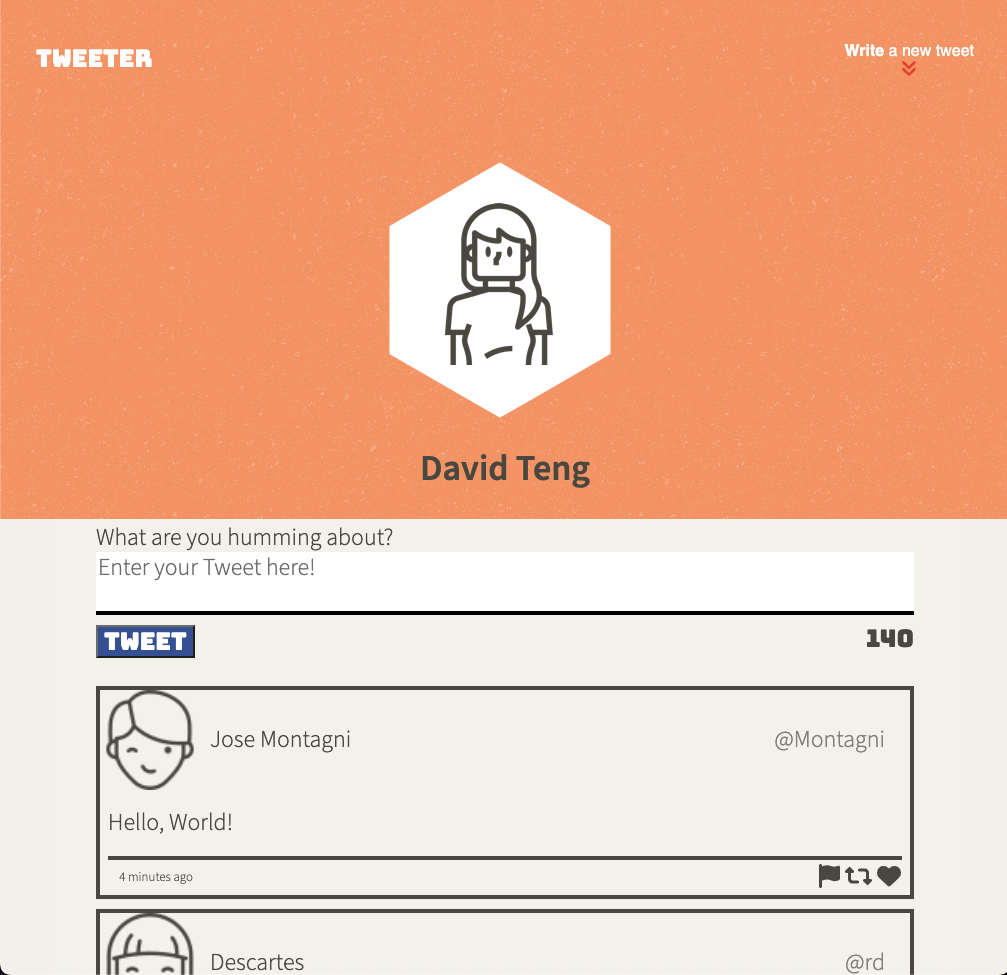 TWEETER
Write a new tweet
David Teng
What are you humming about?
Enter your Tweet here!
TWEET
140
Jose Montagni
@Montagni
Hello, World!
4 minutes ago
Descartes
@rd